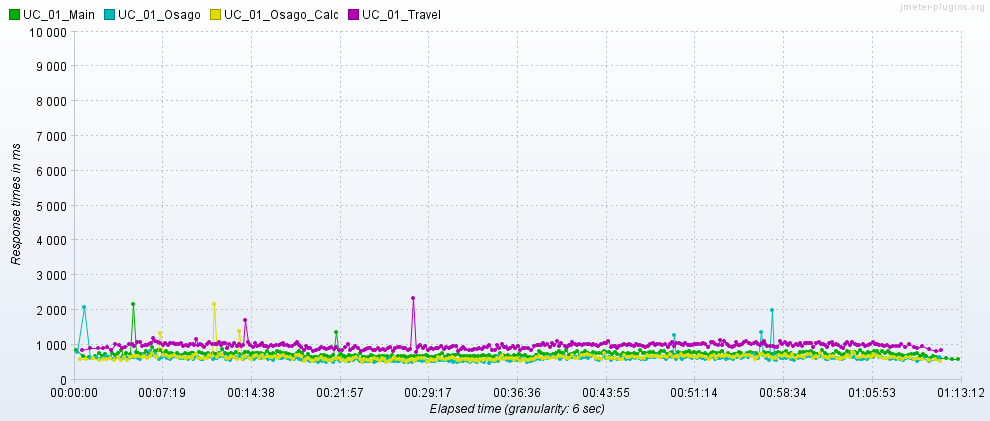 UC_01_Main UC_01_Osago UC_01_Osago_Calc UC_01_Travel
jmeter-plugins.org
10 000
9 000
8 000
7 000
6 000
5 000
4 000
3 000
2 000
1 000
0
Response times in ms
00:00:00 00:07:19 00:14:38 00:21:57 00:29:17 00:36:36 00:43:55 00:51:14 00:58:34 01:05:53 01:13:12
Elapsed time (granularity: 6 sec)